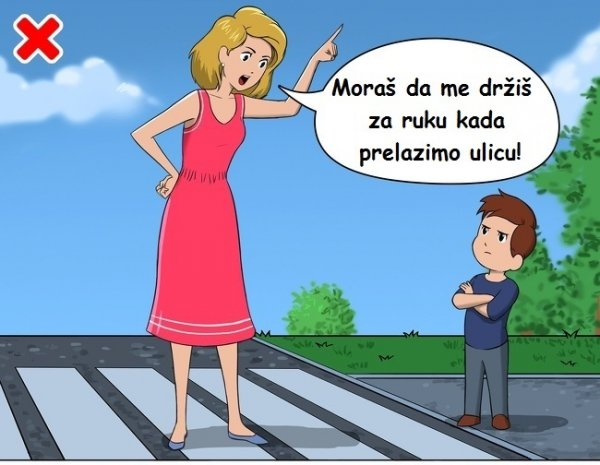 Moraš da me držiš
za ruku kada
prelazimo ulicu!